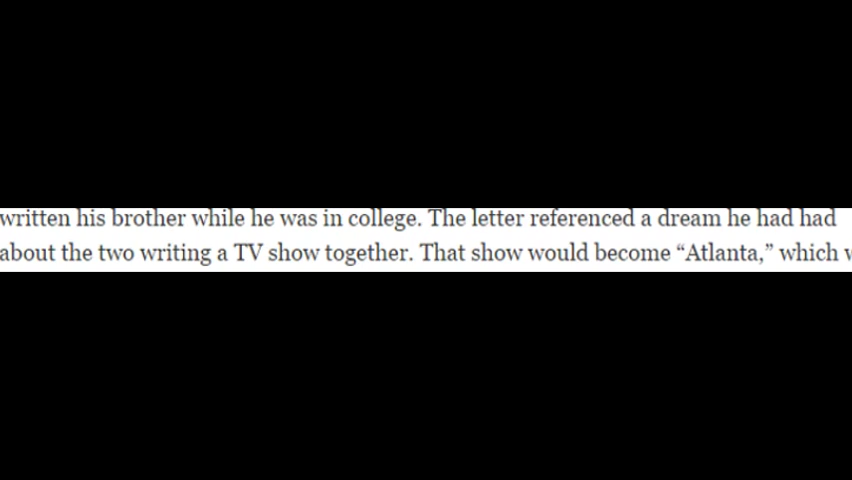 written his brother while he was in college. The letter referenced a dream he had had
about the two writing a TV show together. That show would become “Atlanta,” which